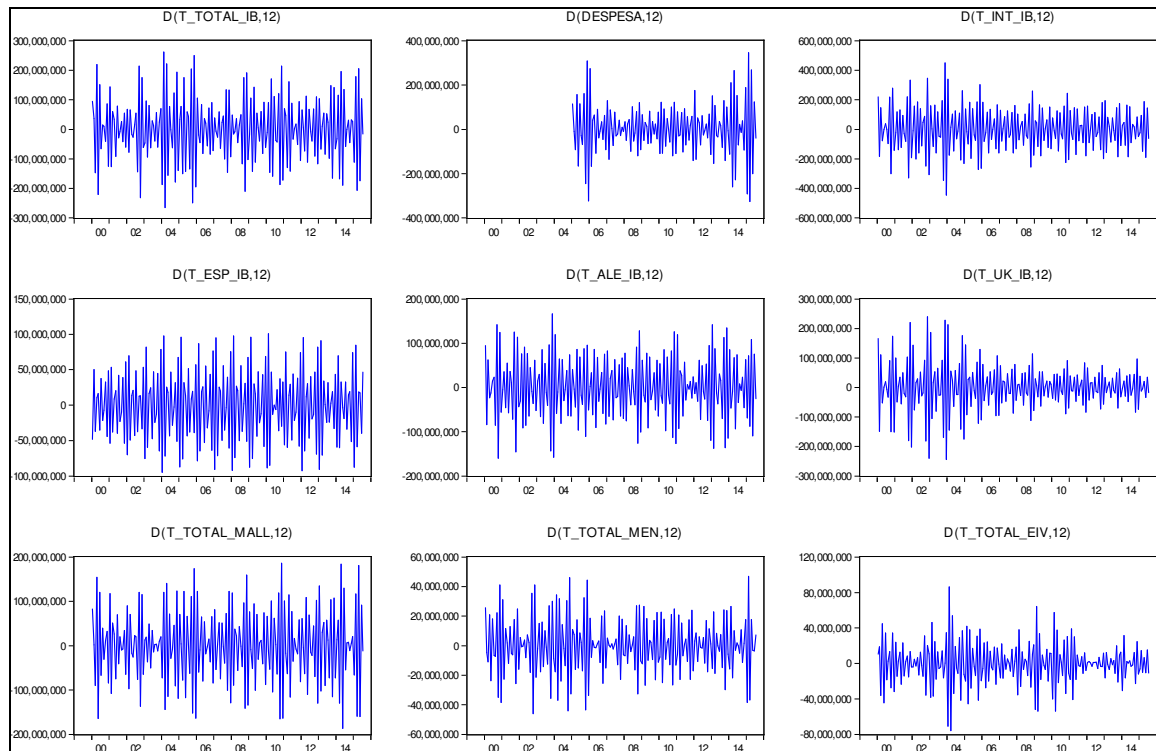 D(T_TOTAL_IB,12) D(DESPESA,12) D(T_INT_IB,12)
300,000,000 400,000,000 600,000,000
200,000,000 400,000,000
100,000,000 200,000,000 200,000,000
0 0 0
-100,000,000 -200,000,000
-200,000,000 -200,000,000 -400,000,000
-300,000,000 -400,000,000 -600,000,000
00 02 04 06 08 10 12 14 00 02 04 06 08 10 12 14 00 02 04 06 08 10 12 14
D(T_ESP_IB,12) D(T_ALE_IB,12) D(T_UK_IB,12)
150,000,000 200,000,000 300,000,000
100,000,000 200,000,000
100,000,000
50,000,000 100,000,000
0 0 0
-50,000,000 -100,000,000
-100,000,000 -200,000,000
-100,000,000 -200,000,000 -300,000,000
00 02 04 06 08 10 12 14 00 02 04 06 08 10 12 14 00 02 04 06 08 10 12 14
D(T_TOTAL_MALL,12) D(T_TOTAL_MEN,12) D(T_TOTAL_EIV,12)
200,000,000 60,000,000 120,000,000
40,000,000 80,000,000
100,000,000 20,000,000 40,000,000
0 0 0
-100,000,000 -20,000,000
-40,000,000 -40,000,000
-200,000,000 -60,000,000 -80,000,000
00 02 04 06 08 10 12 14 00 02 04 06 08 10 12 14 00 02 04 06 08 10 12 14